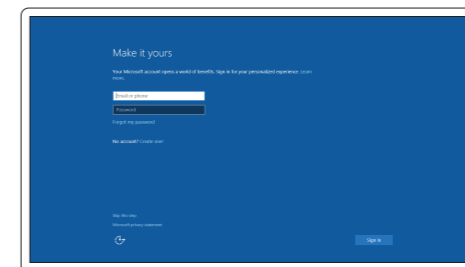 Make it yours
Your Microsoft account opens a world of benefits. Sign in for your personalized experience. Learn
more.
Email or phone
Password
Forgot my password
No account? Create one!
Skip this step
Microsoft privacy statement
Sign in